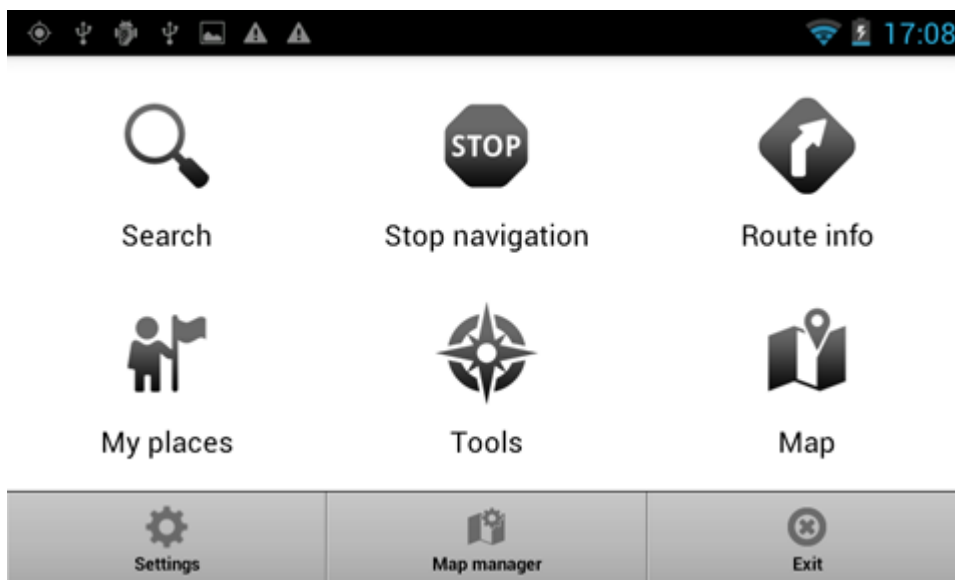 17:08
STOP
Search
Stop navigation
Route info
My places
Tools
Map
Settings
Map manager
Exit